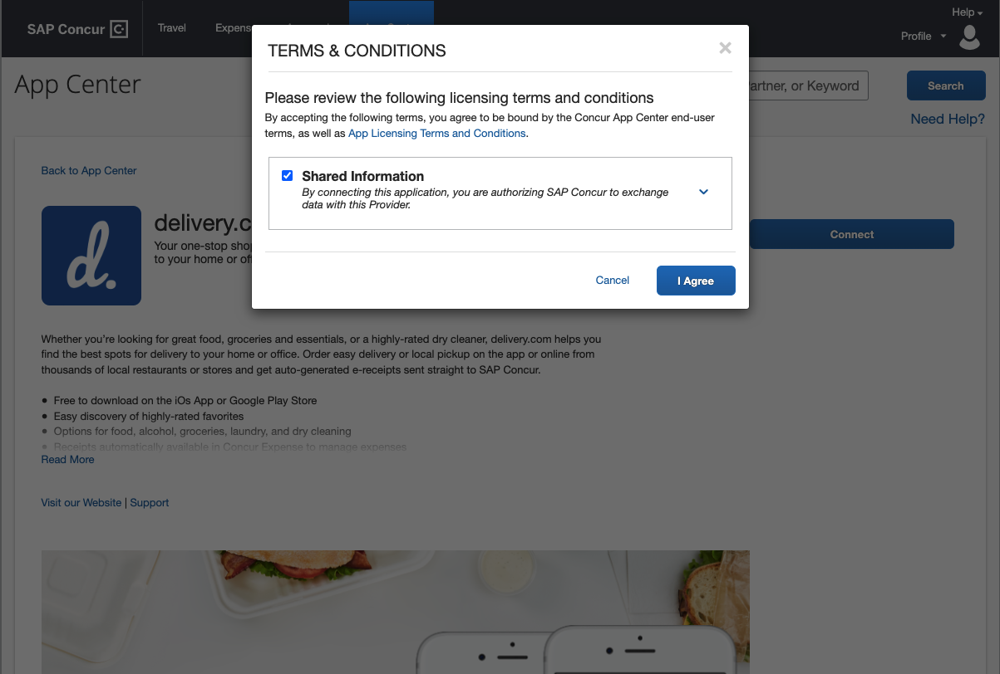 SAP Concur
Travel
Expens
Help
Profile
App Center
artner, or Keyword
Search
Need Help?
TERMS & CONDITIONS
Please review the following licensing terms and conditions
By accepting the following terms, you agree to be bound by the Concur App Center end-user
terms, as well as App Licensing Terms and Conditions.
Shared Information
By connecting this application, you are authorizing SAP Concur to exchange
data with this Provider.
Cancel
I Agree
Back to App Center
d.
delivery.c
Your one-stop shop
to your home or off
Connect
Whether you’re looking for great food, groceries and essentials, or a highly-rated dry cleaner, delivery.com helps you
find the best spots for delivery to your home or office. Order easy delivery or local pickup on the app or online from
thousands of local restaurants or stores and get auto-generated e-receipts sent straight to SAP Concur.
Free to download on the iOs App or Google Play Store
Easy discovery of highly-rated favorites
Options for food, alcohol, groceries, laundry, and dry cleaning
Receipts automatically available in Concur Expense to manage expenses
Read More
Visit our Website | Support